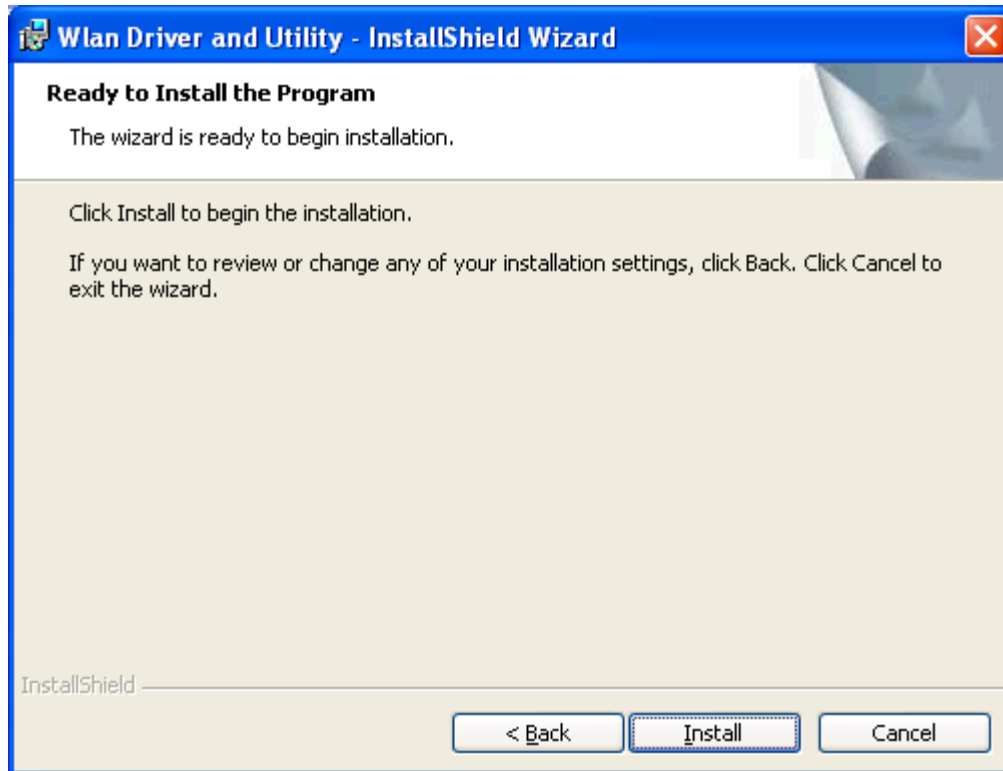 Wlan Driver and Utility - InstallShield Wizard
Ready to Install the Program
The wizard is ready to begin installation.
Click Install to begin the installation.
If you want to review or change any of your installation settings, click Back. Click Cancel to
exit the wizard.
InstallShield
< Back Install Cancel